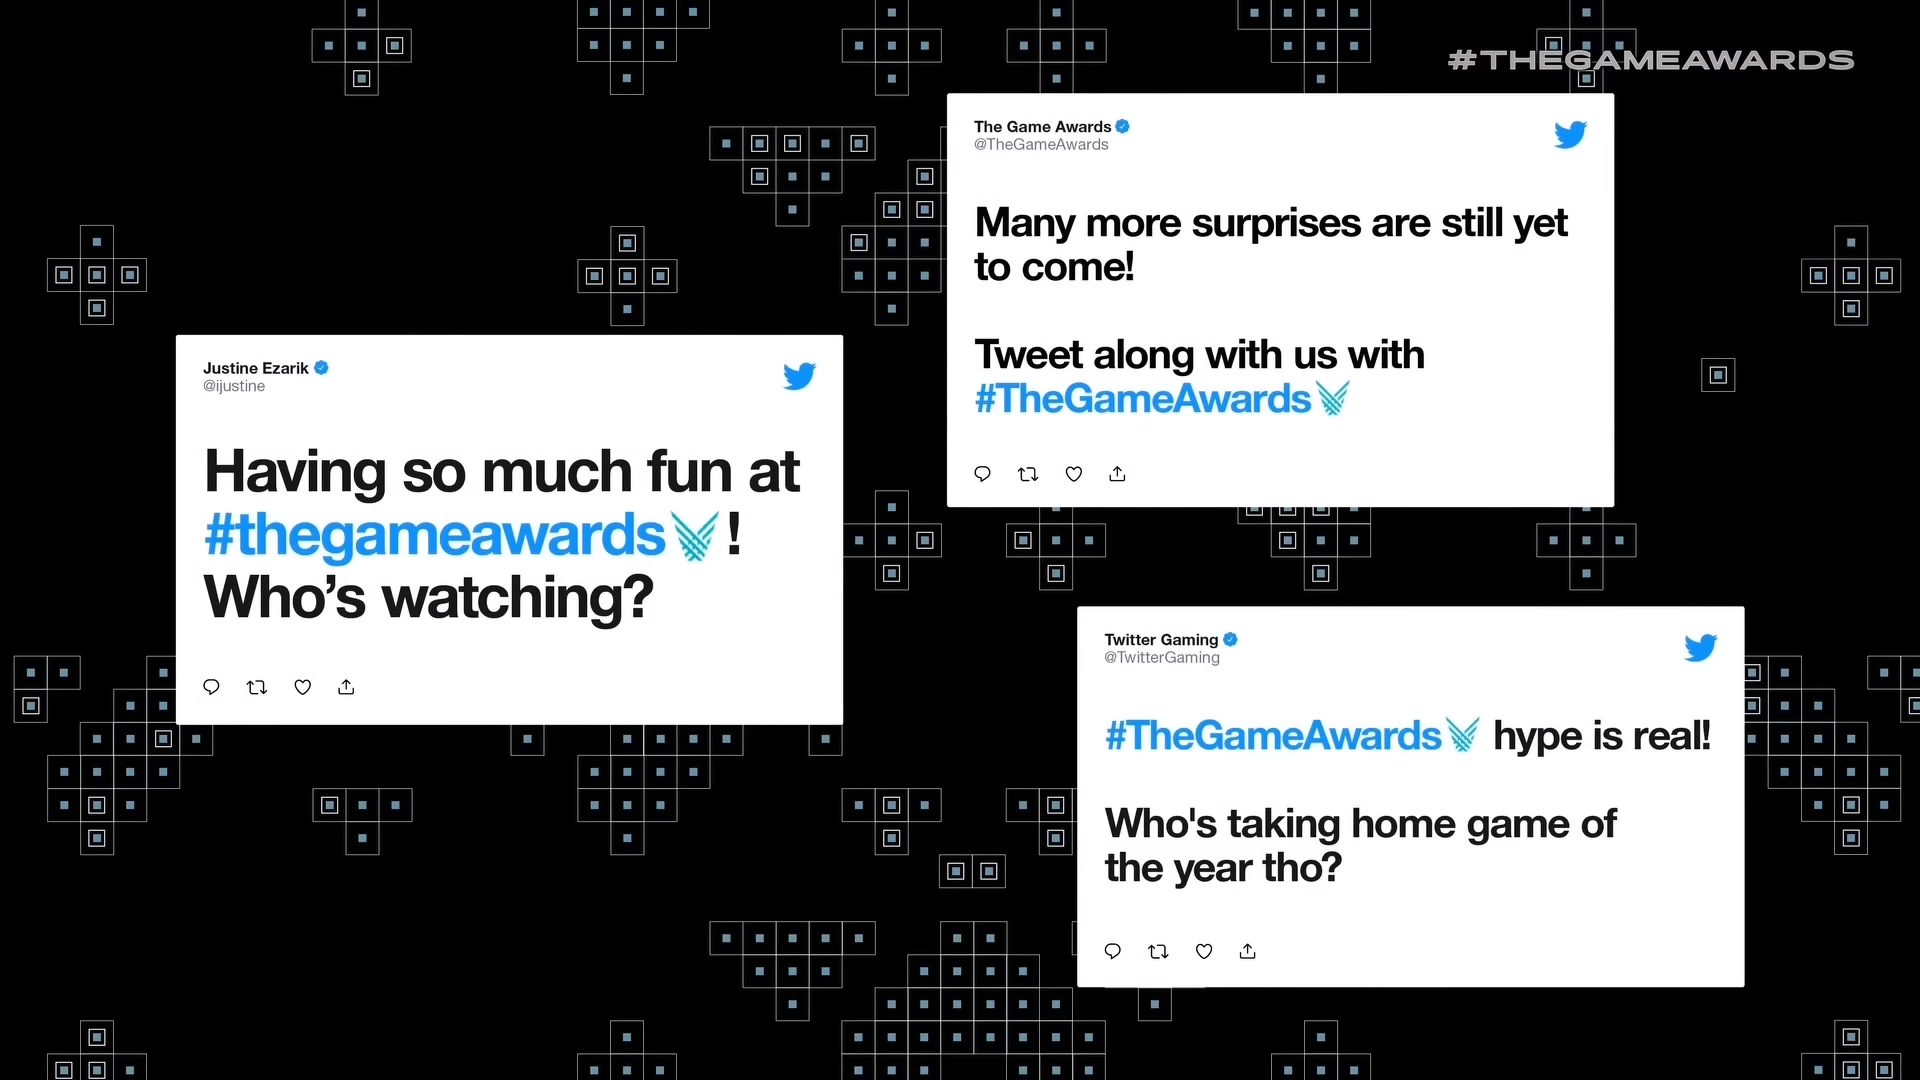 #THEGAMEAWARDS
The Game Awards
@TheGameAwards
Many more surprises are still yet
to come!
Tweet along with us with
#TheGameAwards
Justine Ezarik
@ijustine
Having so much fun at
#thegameawards !
Who’s watching?
Twitter Gaming
@TwitterGaming
#TheGameAwards hype is real!
Who's taking home game of
the year tho?